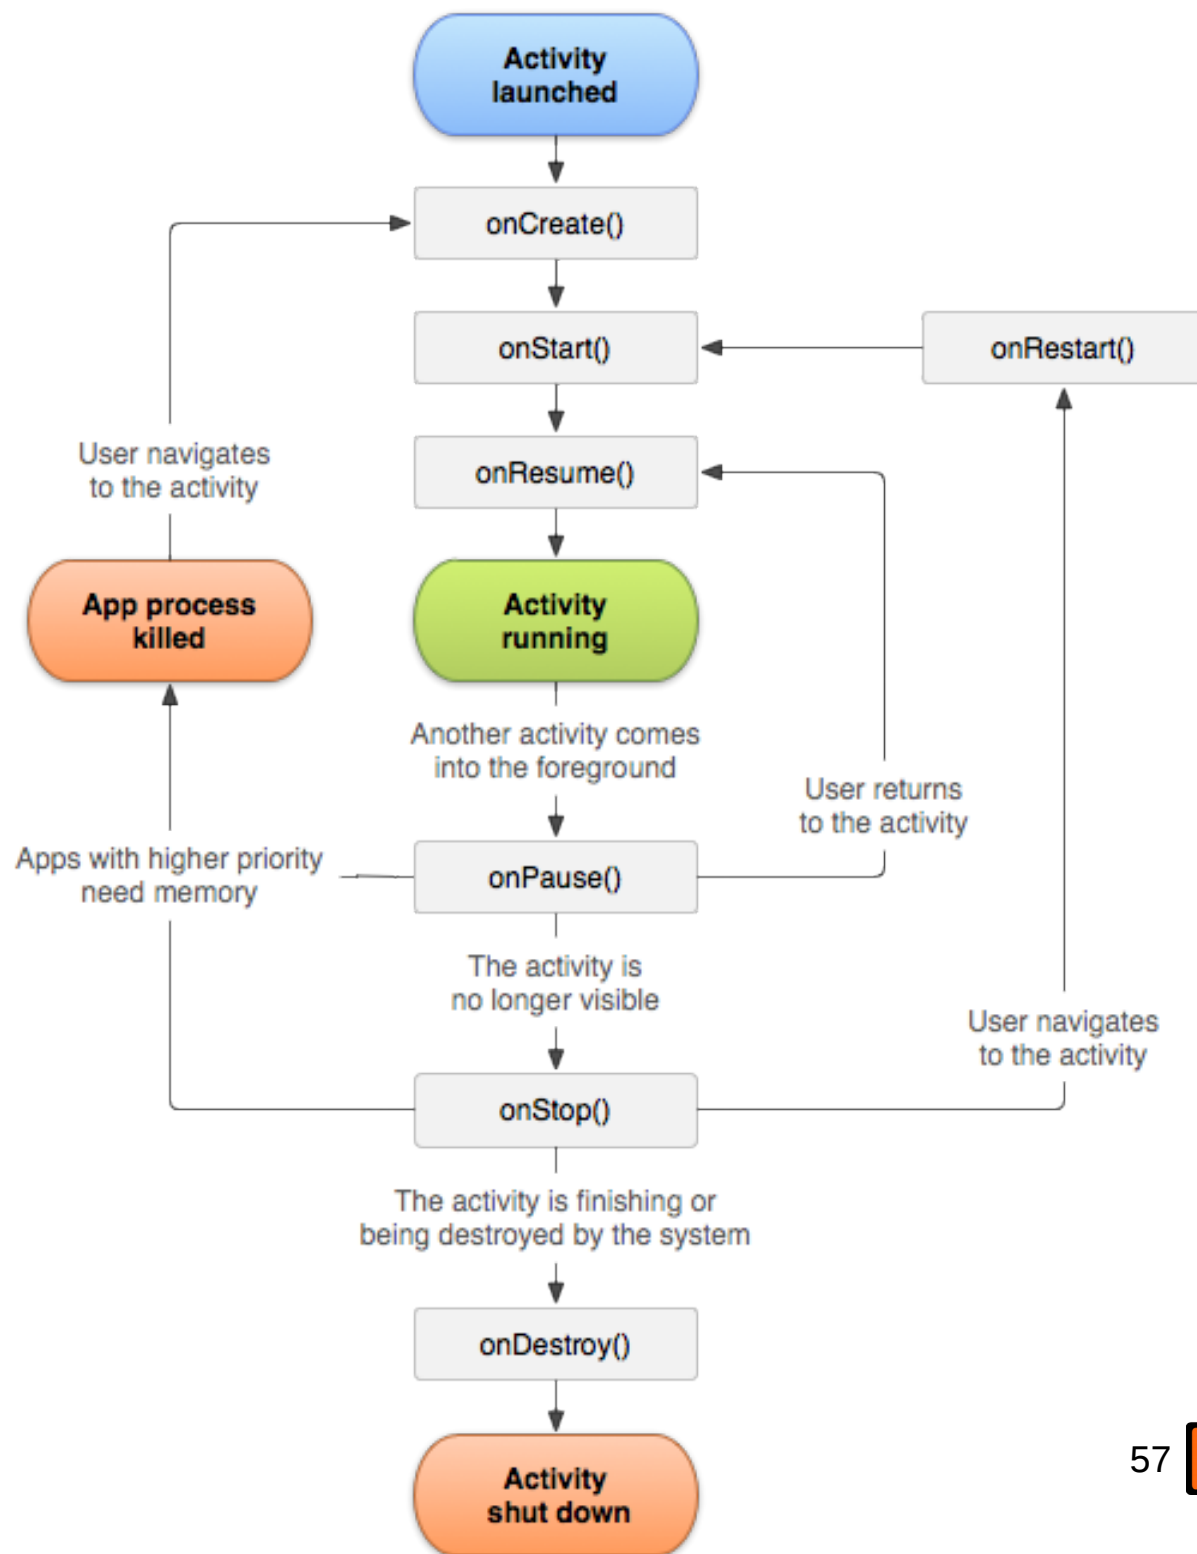 Activity
launched
onCreate()
onStart()
onRestart()
User navigates
to the activity
onResume()
App process
killed
Activity
running
Another activity comes
into the foreground
User returns
to the activity
Apps with higher priority
need memory
onPause()
The activity is
no longer visible
User navigates
to the activity
onStop()
The activity is finishing or
being destroyed by the system
onDestroy()
Activity
shut down
57